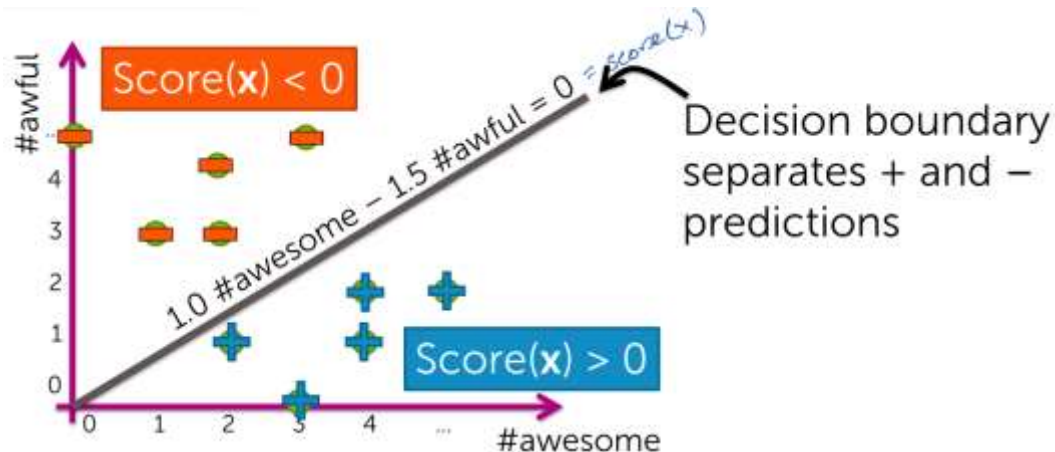 #awful
Score(x) < 0
1.0 #awesome – 1.5 #awful = 0
= score(x)
Decision boundary
separates + and –
predictions
Score(x) > 0
...
4
3
2
1
0
0 1 2 3 4 ...
#awesome